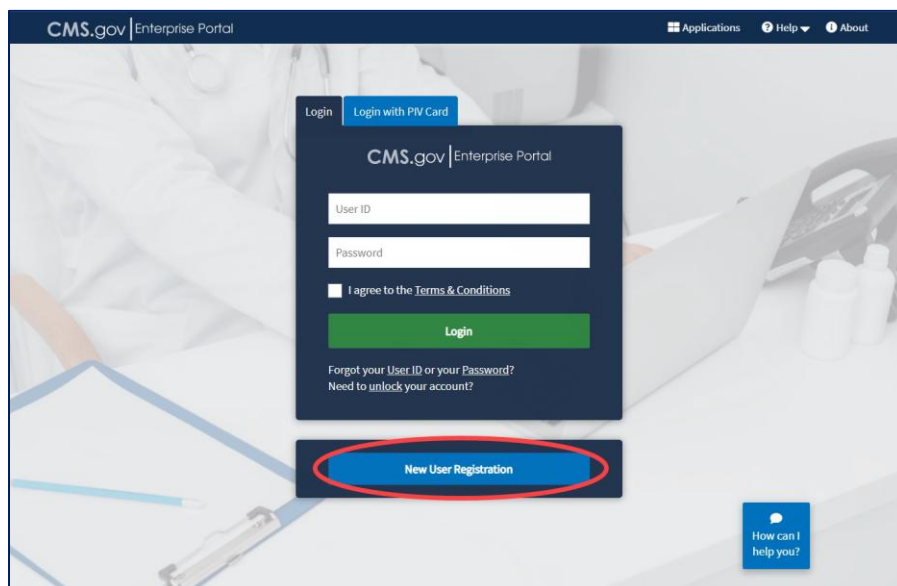 CMS.gov Enterprise Portal
Applications
Help
About
Login
Login with PIV Card
CMS.gov Enterprise Portal
User ID
Password
I agree to the Terms & Conditions
Login
Forgot your User ID or your Password?
Need to unlock your account?
New User Registration
How can I
help you?